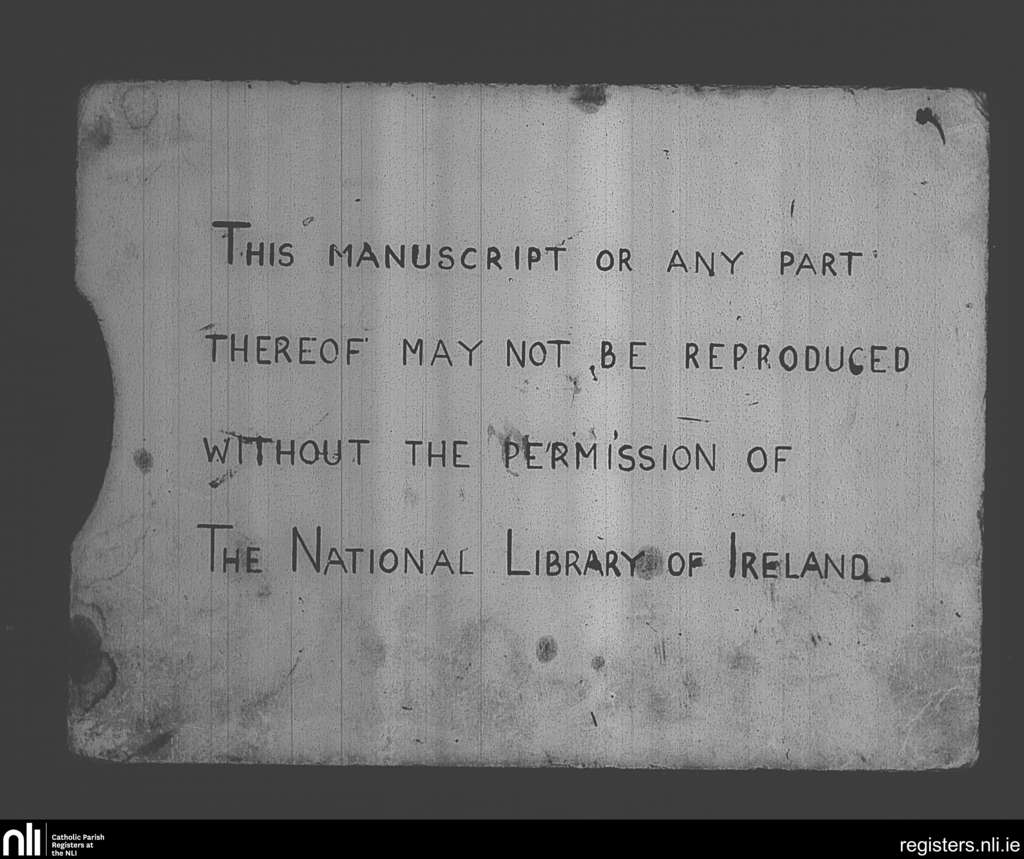 THIS MANUSCRIPT OR ANY PART
THEREOF MAY NOT BE REPRODUCED
WITHOUT THE PERMISSION OF
THE NATIONAL LIBRARY OF IRELAND.
nli
Catholic Parish
Registers at
the NLI
registers.nli.ie